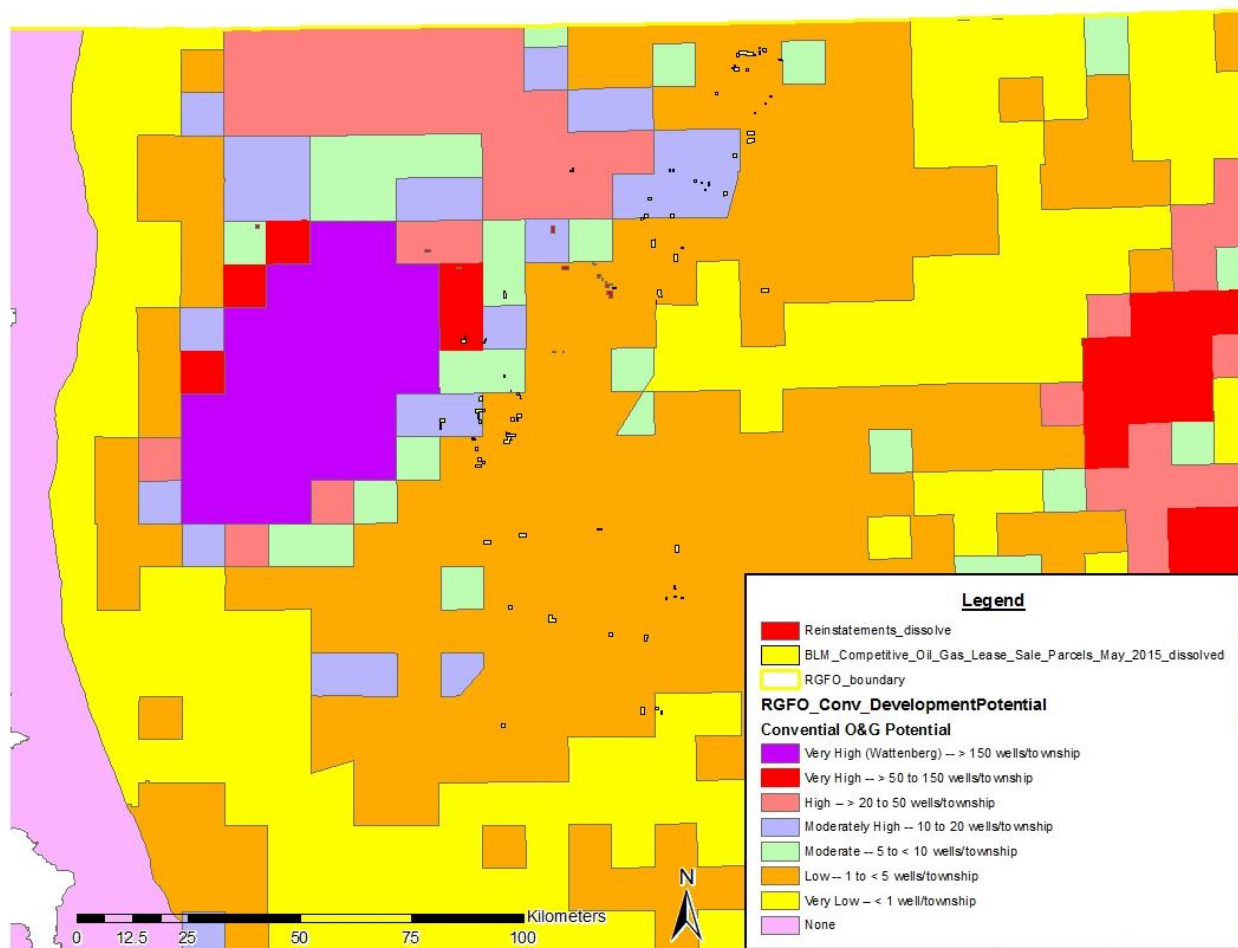 Legend
Reinstatements_dissolve
BLM_Competitive_Oil_Gas_Lease_Sale_Parcels_May_2015_dissolved
RGFO_boundary
RGFO_Conv_DevelopmentPotential
Convential O&G Potential
Very High (Wattenberg) -- > 150 wells/township
Very High -- > 50 to 150 wells/township
High -- > 20 to 50 wells/township
Moderately High -- 10 to 20 wells/township
Moderate -- 5 to < 10 wells/township
Low -- 1 to < 5 wells/township
Very Low -- < 1 well/township
None
N
Kilometers
0 12.5 25 50 75 100